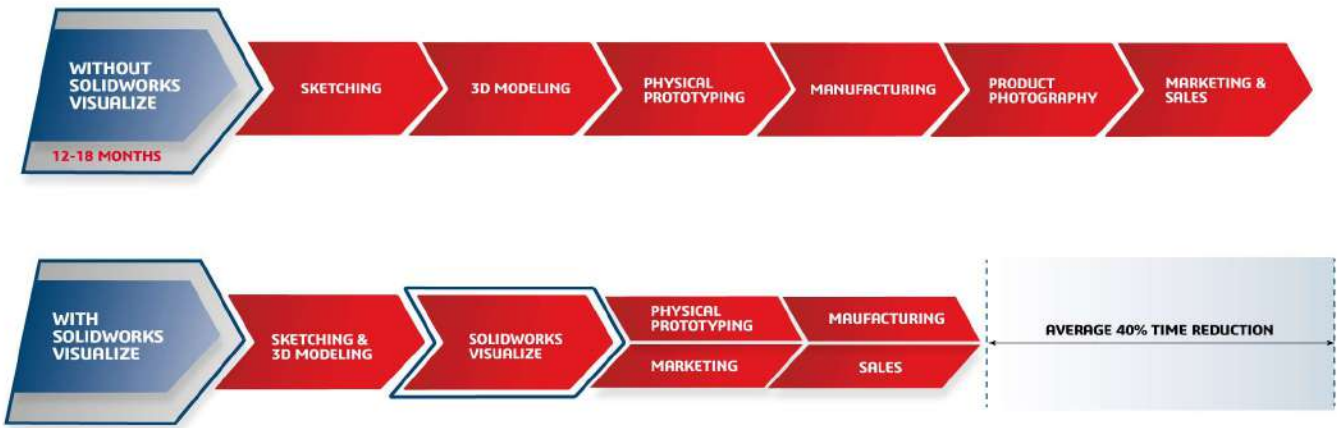 WITHOUT
SOLIDWORKS
VISUALIZE
12-18 MONTHS
SKETCHING
3D MODELING
PHYSICAL
PROTOTYPING
MANUFACTURING
PRODUCT
PHOTOGRAPHY
MARKETING &
SALES
WITH
SOLIDWORKS
VISUALIZE
SKETCHING &
3D MODELING
SOLIDWORKS
VISUALIZE
PHYSICAL
PROTOTYPING
MAUFACTURING
MARKETING
SALES
AVERAGE 40% TIME REDUCTION